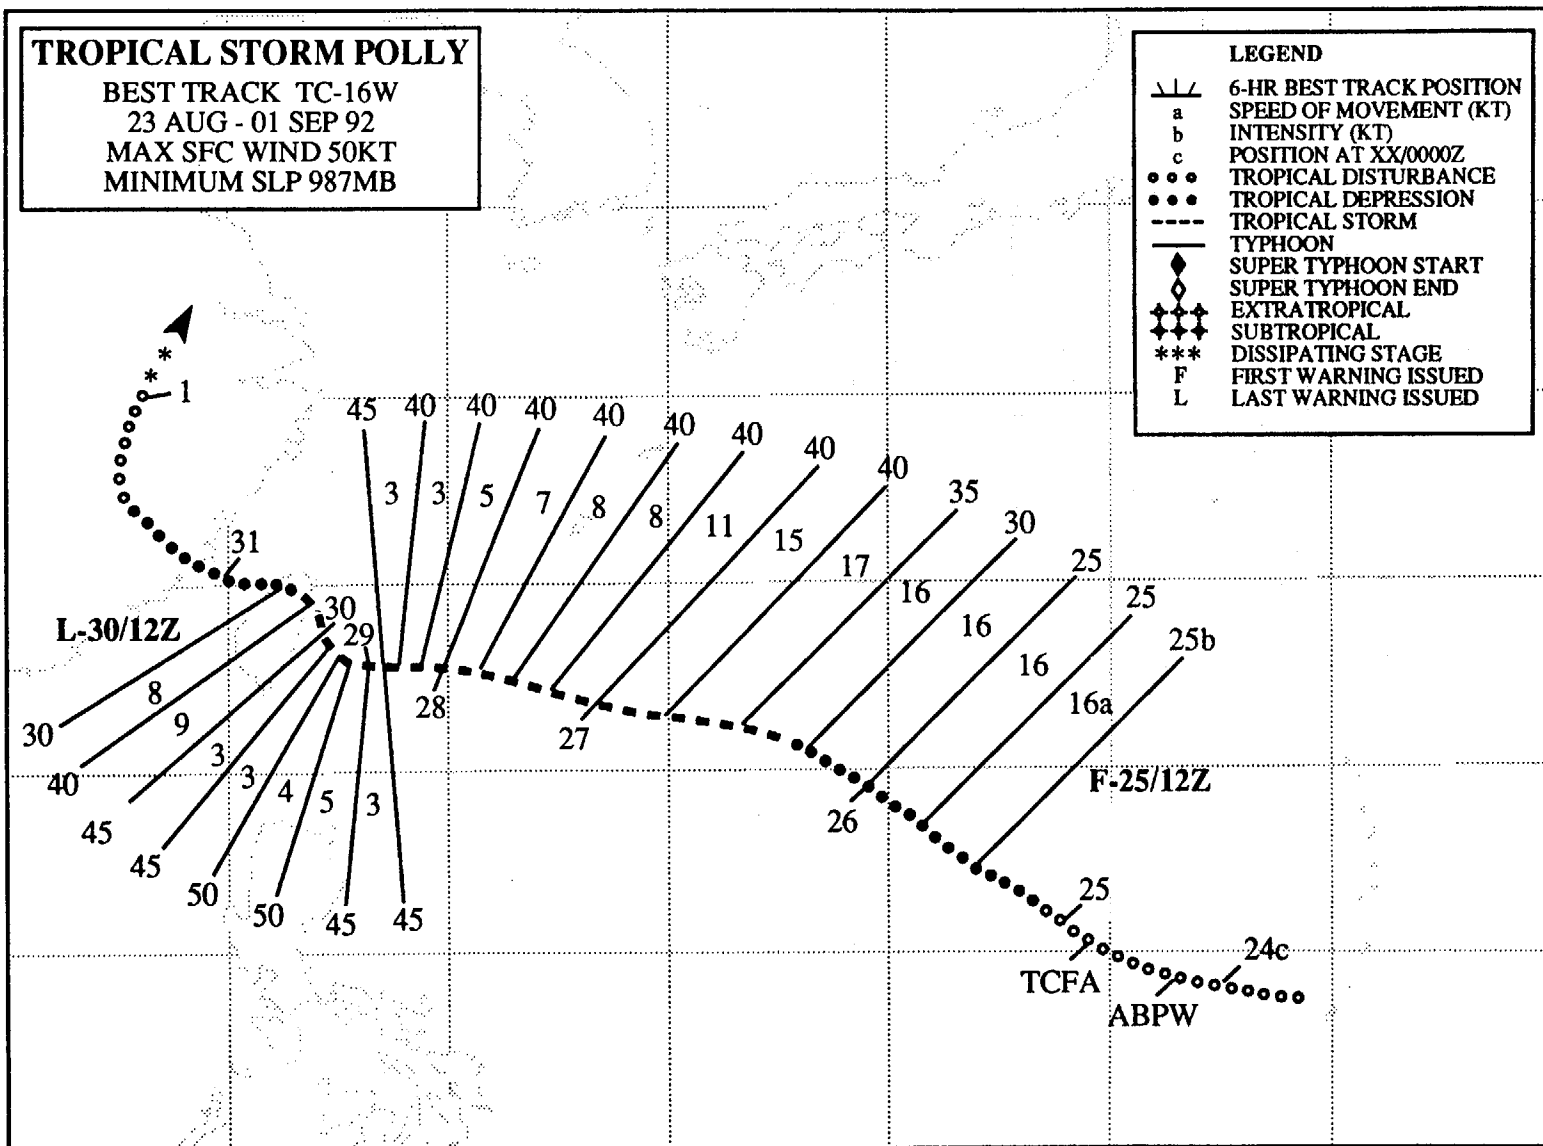 TROPICAL STORM POLLY
BEST TRACK TC-16W
23 AUG - 01 SEP 92
MAX SFC WIND 50KT
MINIMUM SLP 987MB
LEGEND
6-HR BEST TRACK POSITION
a SPEED OF MOVEMENT (KT)
b INTENSITY (KT)
c POSITION AT XX/0000Z
TROPICAL DISTURBANCE
TROPICAL DEPRESSION
TROPICAL STORM
TYPHOON
SUPER TYPHOON START
SUPER TYPHOON END
EXTRATROPICAL
SUBTROPICAL
*** DISSIPATING STAGE
F FIRST WARNING ISSUED
L LAST WARNING ISSUED
1
45 40 40 40 40 40 40 40 40 35 30 25 25 25b
3 3 5 7 8 8 11 15 17 16 16 16 16a
31
30
29
28
27
26
25
24c
L-30/12Z
F-25/12Z
TCFA
ABPW
30 40 45 45 50 50 45 45
8 9 3 3 4 5 3